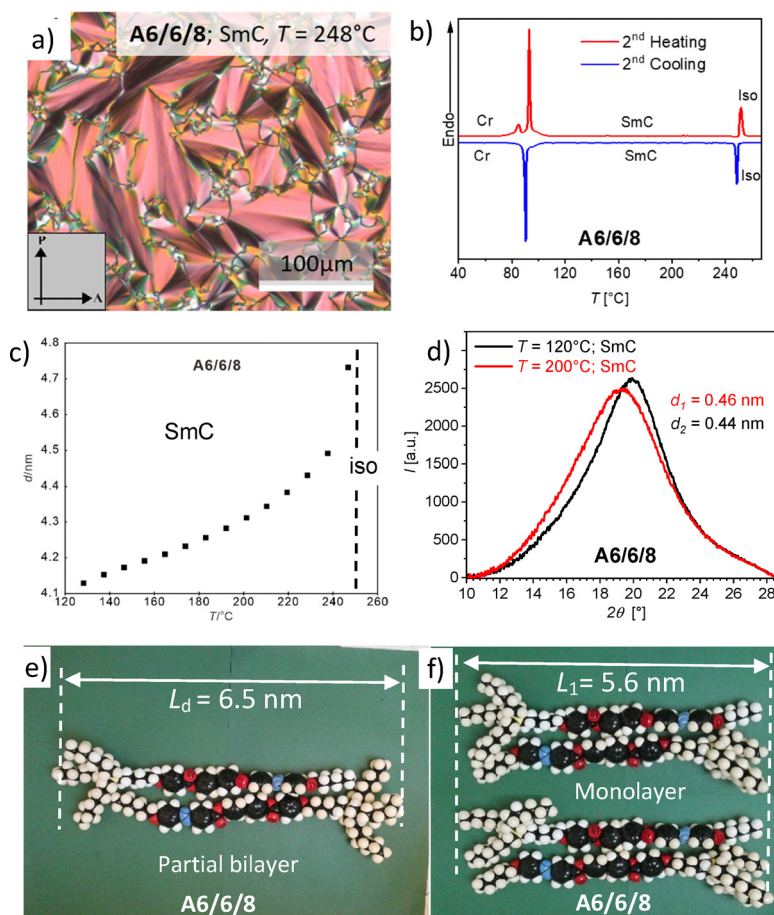 a)
A6/6/8; SmC, T = 248°C
P
A
100μm
b)
2nd Heating
2nd Cooling
Endo
Cr
SmC
Iso
Cr
SmC
Iso
A6/6/8
40 80 120 160 200 240
T [°C]
c)
A6/6/8
4.8
4.7
4.6
4.5
4.4
4.3
4.2
4.1
d/nm
SmC
iso
120 140 160 180 200 220 240 260
T/°C
d)
T = 120°C; SmC
T = 200°C; SmC
d1 = 0.46 nm
d2 = 0.44 nm
2500
2000
1500
1000
500
0
I [a.u.]
A6/6/8
10 12 14 16 18 20 22 24 26 28
2θ [°]
e)
Ld = 6.5 nm
Partial bilayer
A6/6/8
f)
L1 = 5.6 nm
Monolayer
A6/6/8